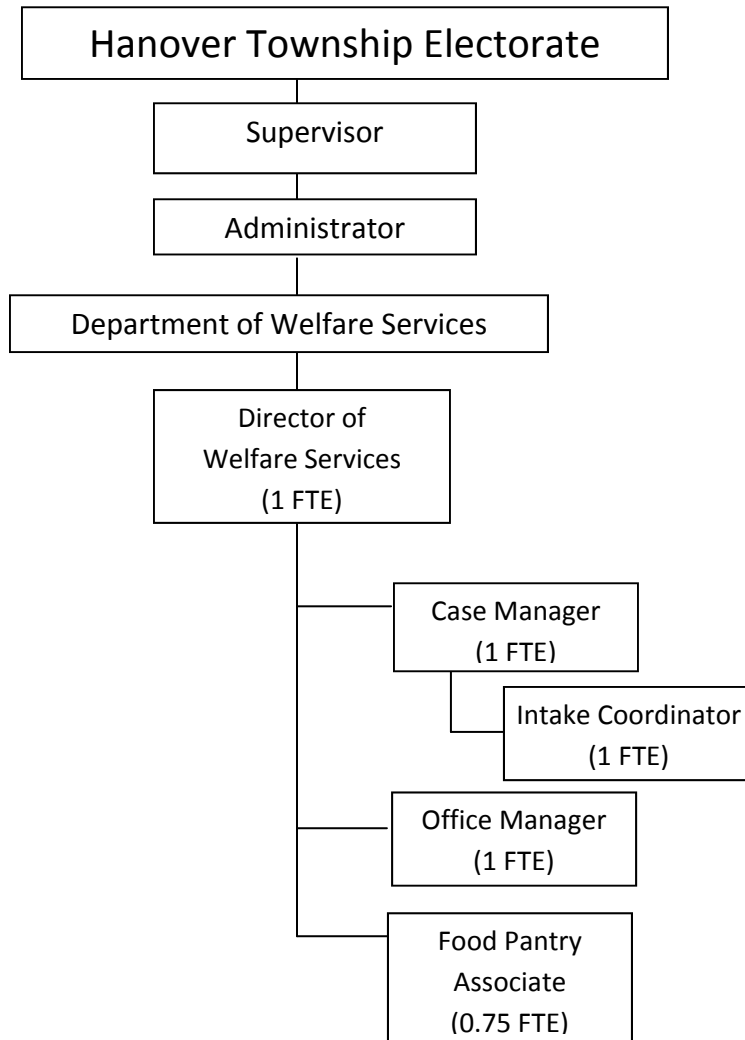 Hanover Township Electorate
Supervisor
Administrator
Department of Welfare Services
Director of
Welfare Services
(1 FTE)
Case Manager
(1 FTE)
Intake Coordinator
(1 FTE)
Office Manager
(1 FTE)
Food Pantry
Associate
(0.75 FTE)